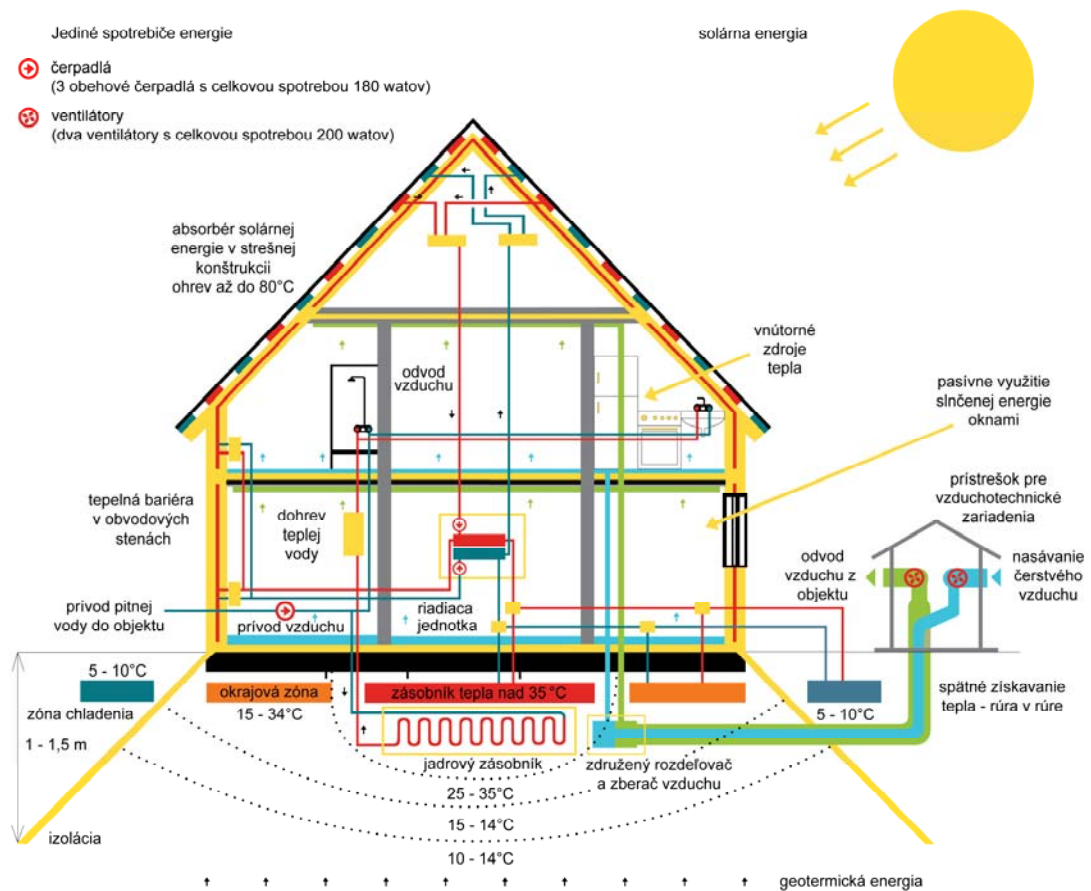 Jediné spotrebiče energie
čerpadlá
(3 obehové čerpadlá s celkovou spotrebou 180 watov)
ventilátory
(dva ventilátory s celkovou spotrebou 200 watov)
solárna energia
absorbér solárnej
energie v strešnej
konštrukcii
ohrev až do 80°C
odvod
vzduchu
vnútorné
zdroje
tepla
pasívne využitie
slnčenej energie
oknami
tepelná bariéra
v obvodových
stenách
dohrev
teplej
vody
prístrešok pre
vzduchotechnické
zariadenia
odvod
vzduchu z
objektu
nasávanie
čerstvého
vzduchu
prívod pitnej
vody do objektu
prívod vzduchu
riadiaca
jednotka
5 - 10°C
zóna chladenia
1 - 1,5 m
okrajová zóna
15 - 34°C
zásobník tepla nad 35°C
5 - 10°C
spätné získavanie
tepla - rúra v rúre
jadrový zásobník
združený rozdeľovač
a zberač vzduchu
25 - 35°C
15 - 14°C
10 - 14°C
izolácia
geotermická energia